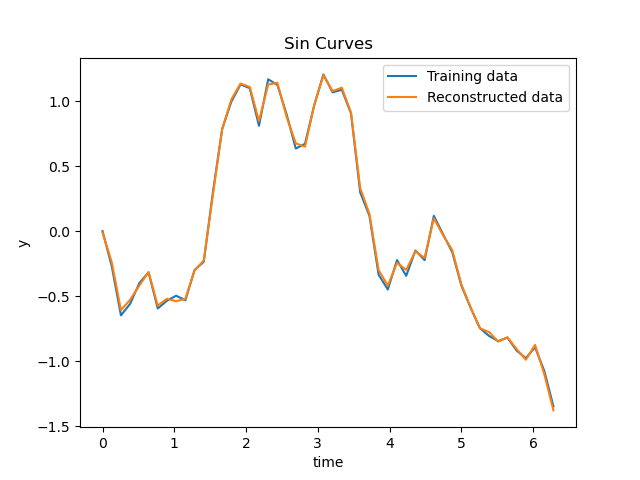 Sin Curves
Training data
Reconstructed data
1.0
0.5
0.0
−0.5
−1.0
−1.5
y
0 1 2 3 4 5 6
time